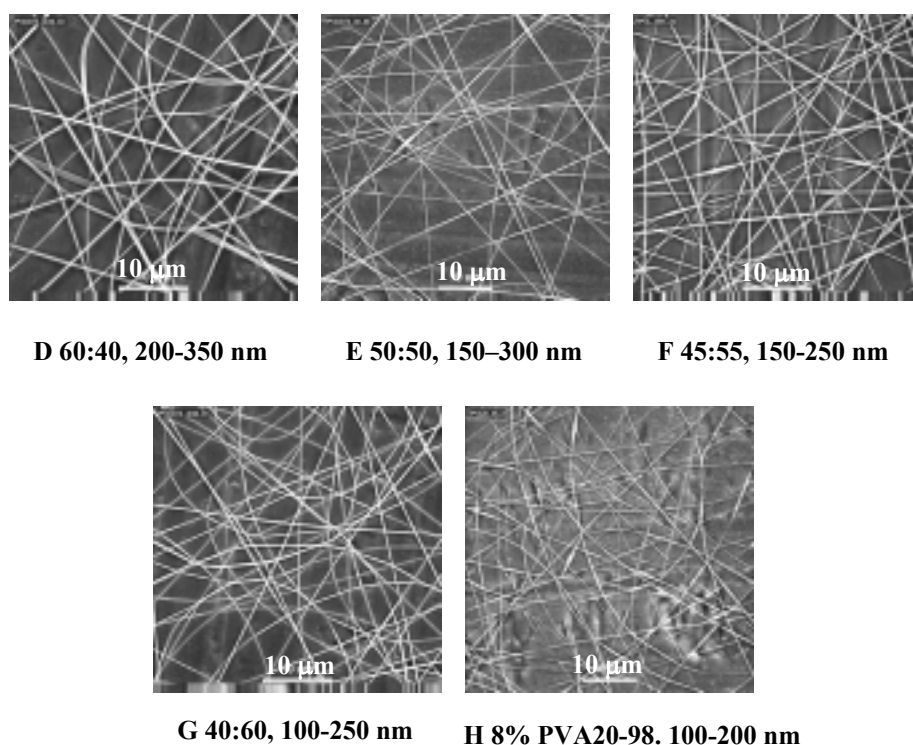 10 μm
10 μm
10 μm
D 60:40, 200-350 nm
E 50:50, 150–300 nm
F 45:55, 150-250 nm
10 μm
10 μm
G 40:60, 100-250 nm
H 8% PVA20-98. 100-200 nm